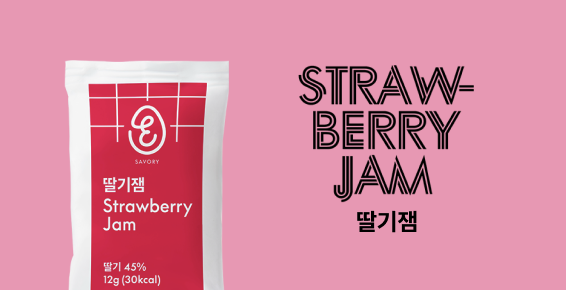 SAVORY
딸기잼
Strawberry
Jam
딸기 45%
12g (30kcal)
STRAW-
BERRY
JAM
딸기잼